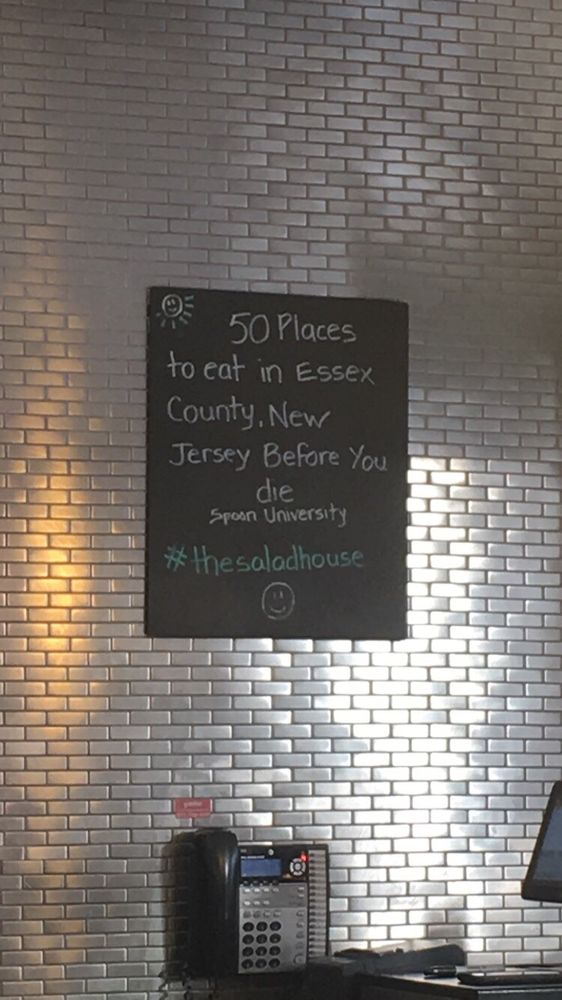 50 Places
to eat in Essex
County, New
Jersey Before You
die
Spoon University
#thesaladhouse